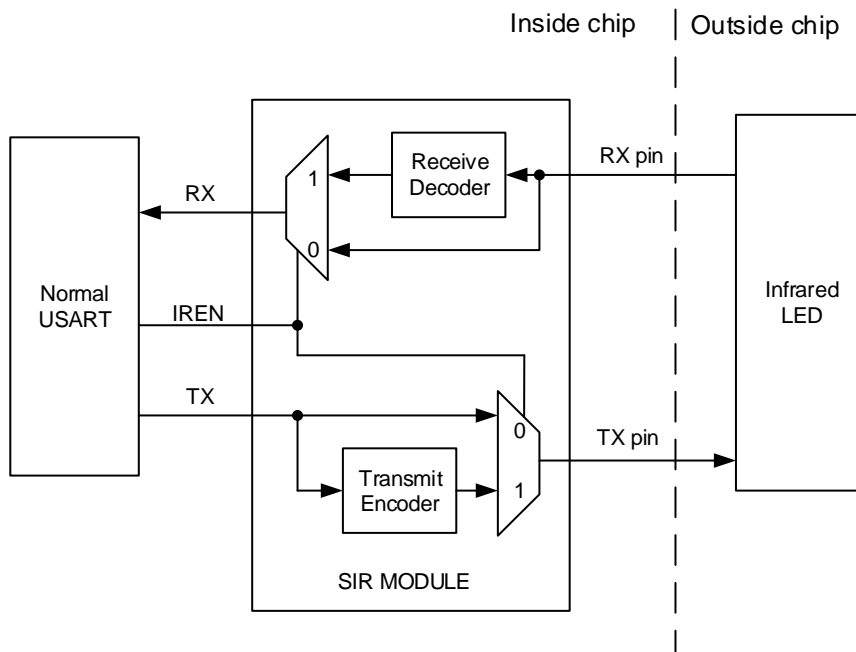 Inside chip
Outside chip
RX pin
Receive
Decoder
1
RX
0
Normal
USART
IREN
Infrared
LED
TX
0
TX pin
Transmit
Encoder
1
SIR MODULE